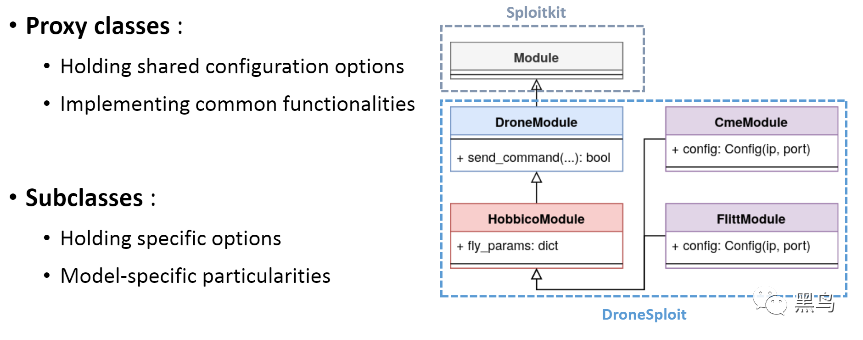 • Proxy classes :
• Holding shared configuration options
• Implementing common functionalities
• Subclasses :
• Holding specific options
• Model-specific particularities
Sploitkit
Module
DroneModule
+ send_command(...): bool
CmeModule
+ config: Config(ip, port)
HobbicoModule
+ fly_params: dict
FlittModule
+ config: Config(ip, port)
黑鸟
DroneSploit